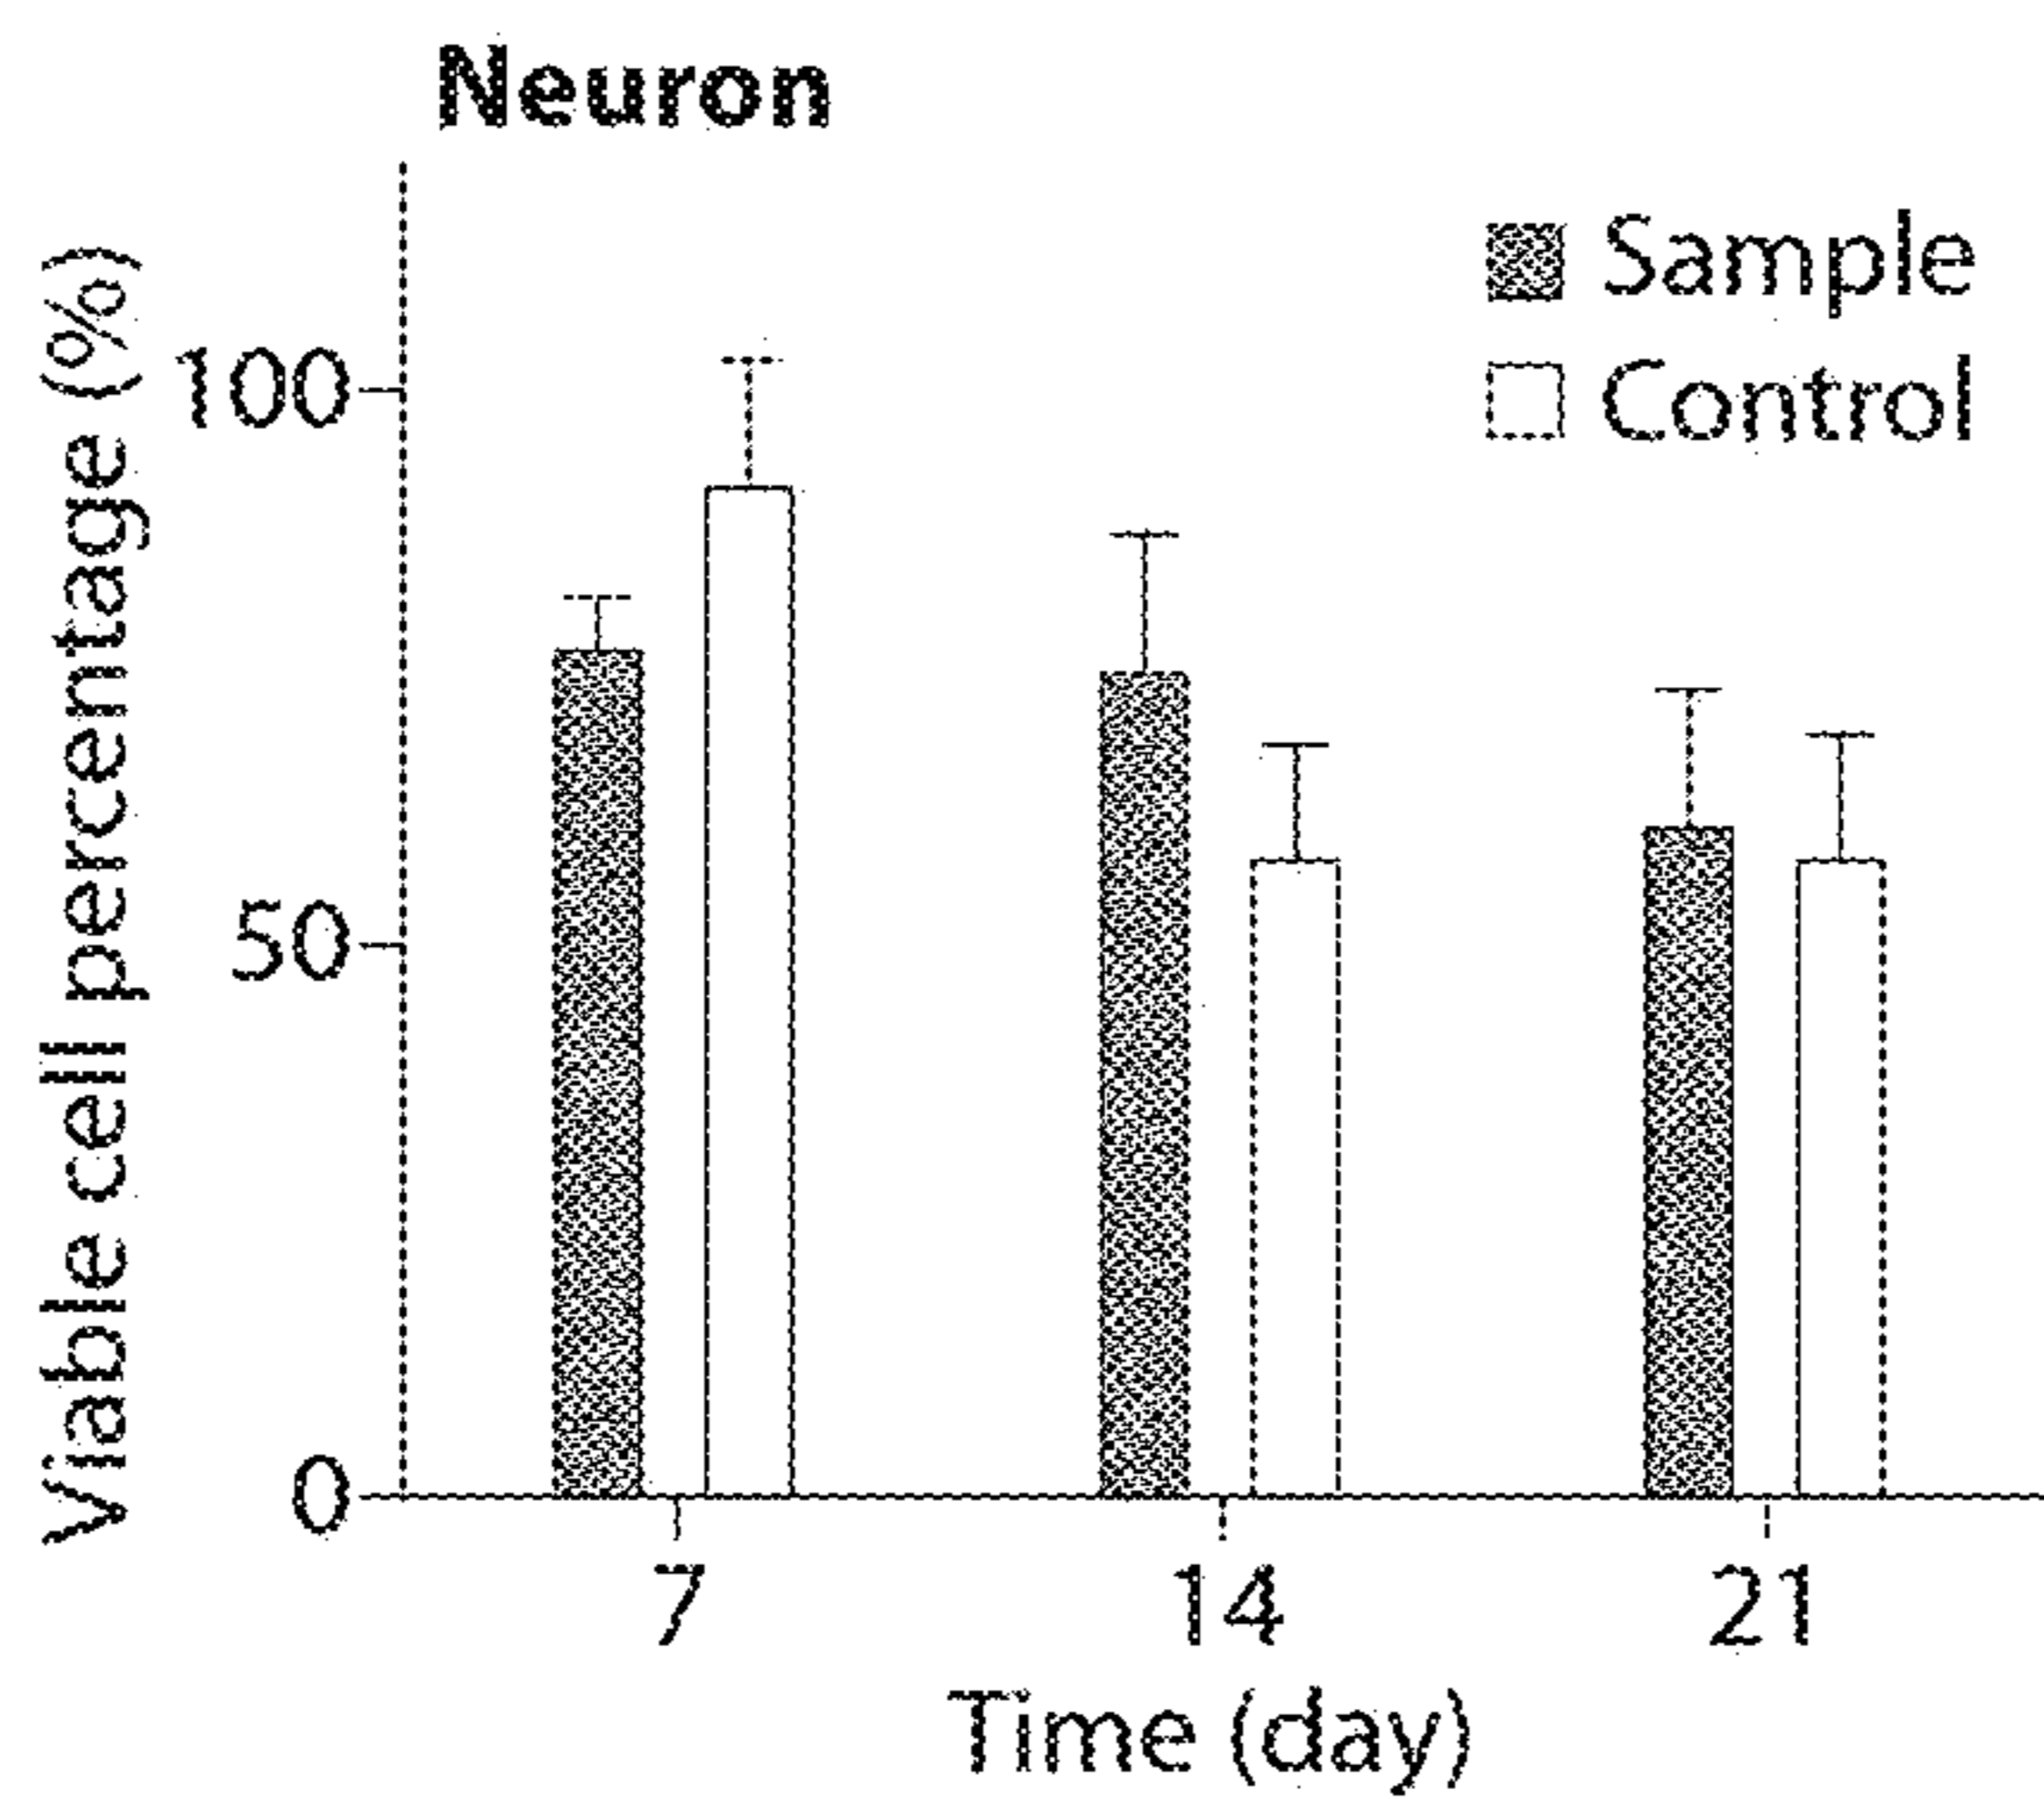 Neuron
Sample
Control
Viable cell percentage (%)
100
50
0
7
14
21
Time (day)